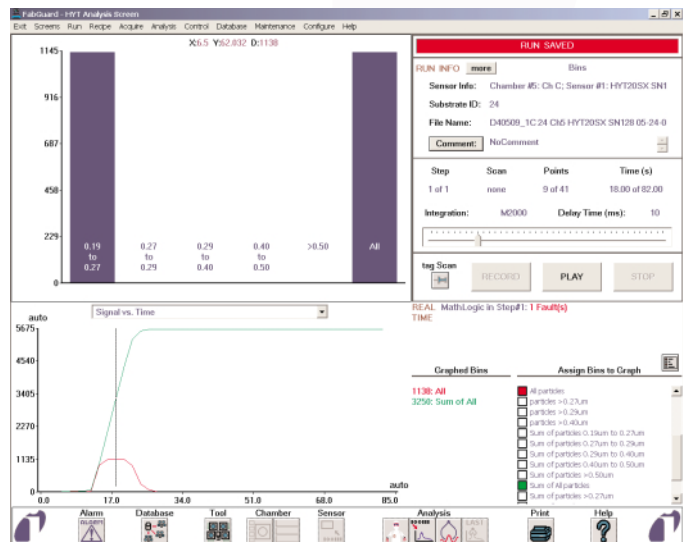 FabGuard - HYT Analysis Screen
Exit Screens Run Recipe Acquire Analysis Control Database Maintenance Configure Help
X:6.5 Y:62.032 D:1138
1145
916
687
458
229
0
0.19 to 0.27
0.27 to 0.29
0.29 to 0.40
0.40 to 0.50
>0.50
All
RUN SAVED
RUN INFO more Bins
Sensor Info: Chamber #5: Ch C; Sensor #1: HYT20SX SN1
Substrate ID: 24
File Name: D40509_1C 24 Ch5 HYT20SX SN128 05-24-0
Comment: NoComment
Step Scan Points Time (s)
1 of 1 none 9 of 41 18.00 of 82.00
Integration: M2000 Delay Time (ms): 10
tag Scan
RECORD PLAY STOP
Signal vs. Time
auto
5675
4540
3405
2270
1135
0
0.0 17.0 34.0 51.0 68.0 85.0
auto
REAL TIME MathLogic in Step#1: 1 Fault(s)
Graphed Bins
1138: All
3250: Sum of All
Assign Bins to Graph
All particles
particles >0.27um
particles >0.29um
particles >0.40um
Sum of particles 0.19um to 0.27um
Sum of particles 0.27um to 0.29um
Sum of particles 0.29um to 0.40um
Sum of particles 0.40um to 0.50um
Sum of particles >0.50um
Sum of All particles
Sum of particles >0.27um
Alarm Database Tool Chamber Sensor Analysis Print Help